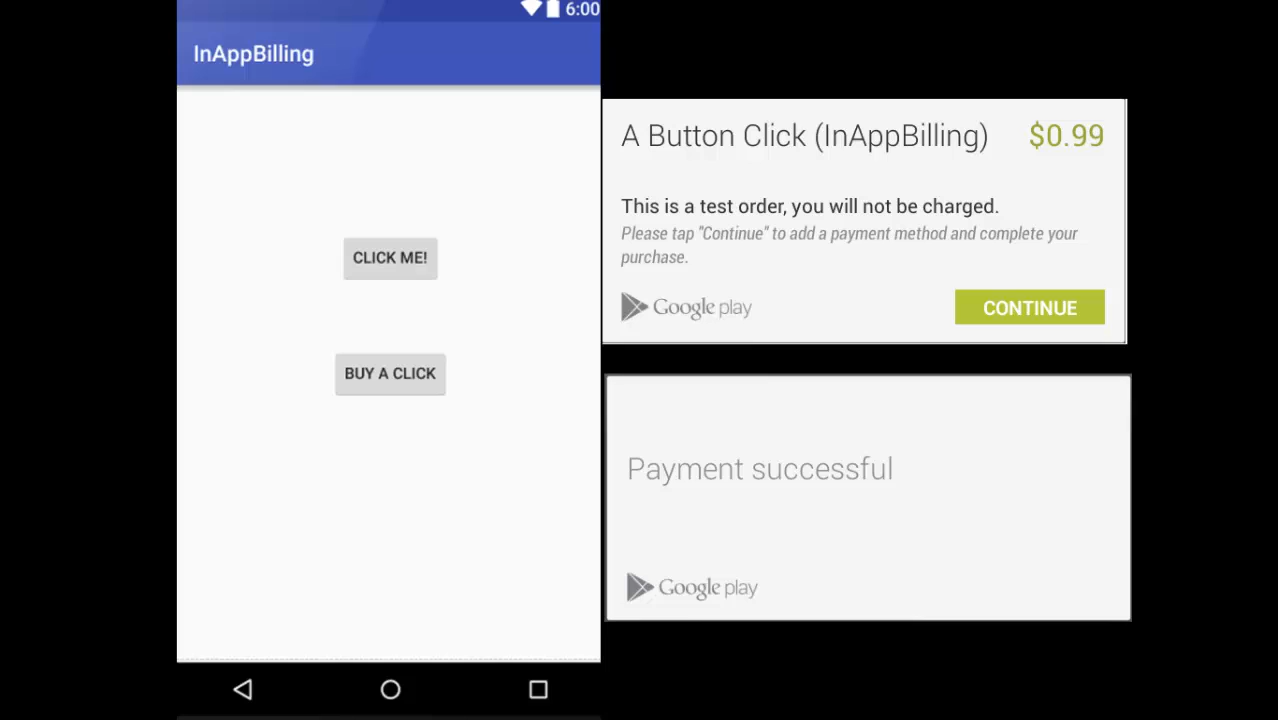 6:00
InAppBilling
CLICK ME!
BUY A CLICK
A Button Click (InAppBilling) $0.99
This is a test order, you will not be charged.
Please tap "Continue" to add a payment method and complete your
purchase.
Google play
CONTINUE
Payment successful
Google play